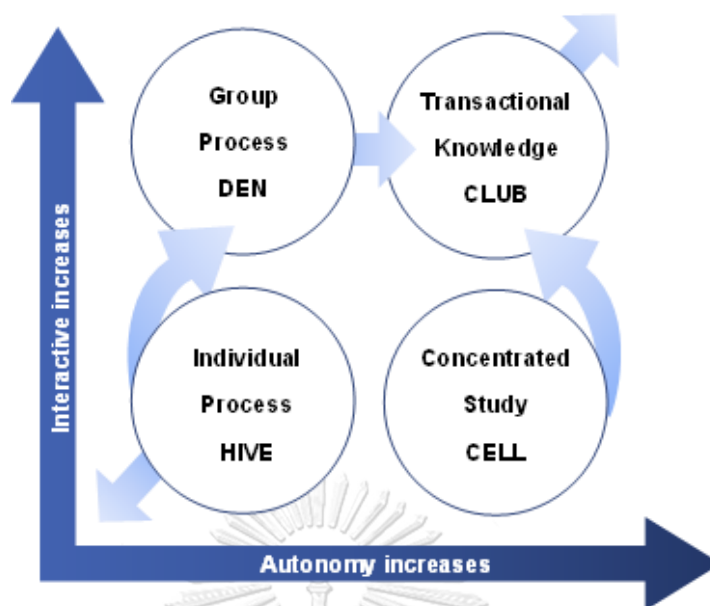 Group
Process
DEN
Transactional
Knowledge
CLUB
Interactive increases
Individual
Process
HIVE
Concentrated
Study
CELL
Autonomy increases